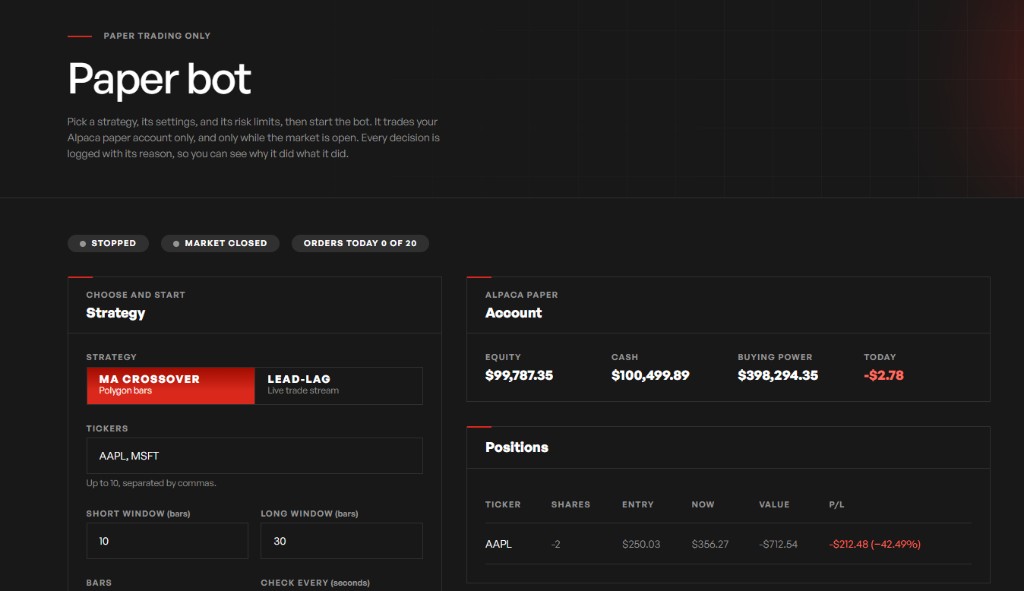 PAPER TRADING ONLY
Paper bot
Pick a strategy, its settings, and its risk limits, then start the bot. It trades your
Alpaca paper account only, and only while the market is open. Every decision is
logged with its reason, so you can see why it did what it did.
STOPPED
MARKET CLOSED
ORDERS TODAY 0 OF 20
CHOOSE AND START
Strategy
STRATEGY
MA CROSSOVER
Polygon bars
LEAD-LAG
Live trade stream
TICKERS
AAPL, MSFT
Up to 10, separated by commas.
SHORT WINDOW (bars)
LONG WINDOW (bars)
10
30
BARS
CHECK EVERY (seconds)
ALPACA PAPER
Account
EQUITY
CASH
BUYING POWER
TODAY
$99,787.35
$100,499.89
$398,294.35
-$2.78
Positions
TICKER SHARES ENTRY NOW VALUE P/L
AAPL -2 $250.03 $356.27 -$712.54 -$212.48 (−42.49%)